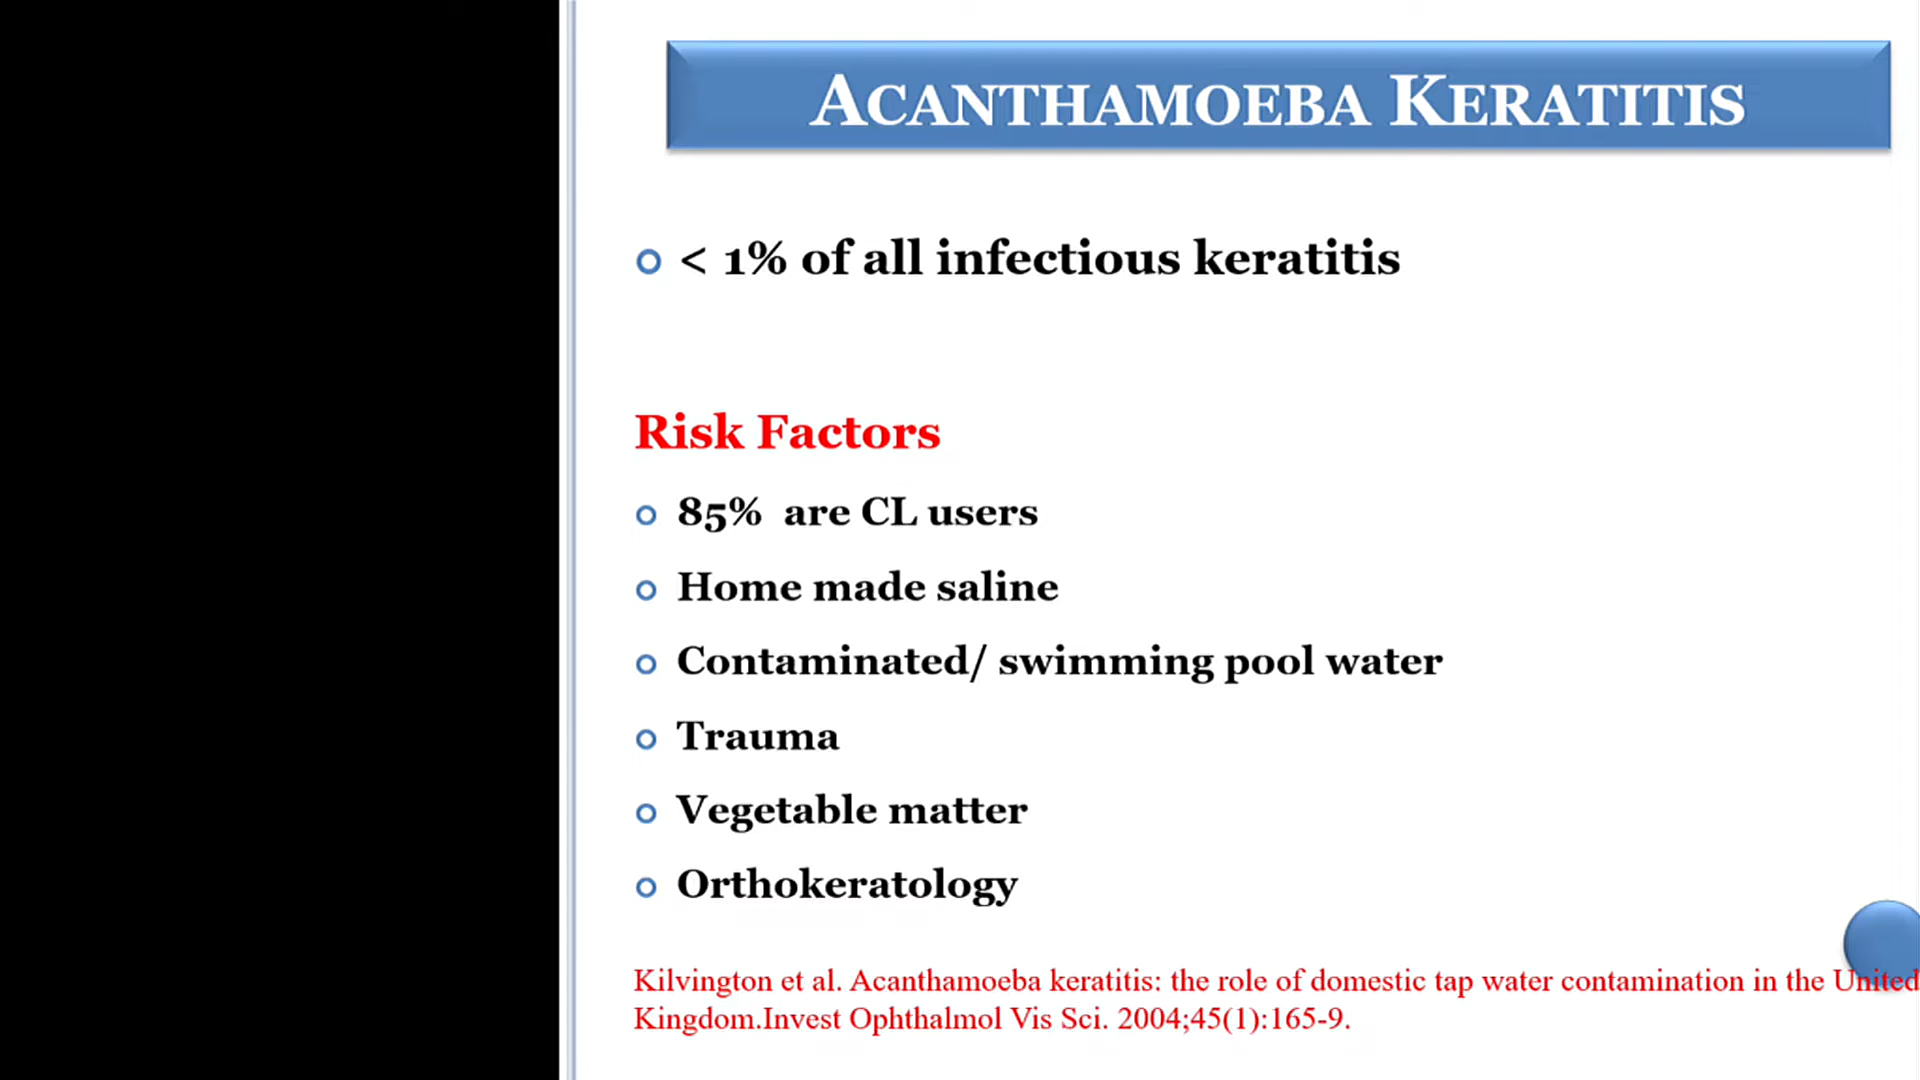 ACANTHAMOEBA KERATITIS
< 1% of all infectious keratitis
Risk Factors
85% are CL users
Home made saline
Contaminated/ swimming pool water
Trauma
Vegetable matter
Orthokeratology
Kilvington et al. Acanthamoeba keratitis: the role of domestic tap water contamination in the United
Kingdom.Invest Ophthalmol Vis Sci. 2004;45(1):165-9.